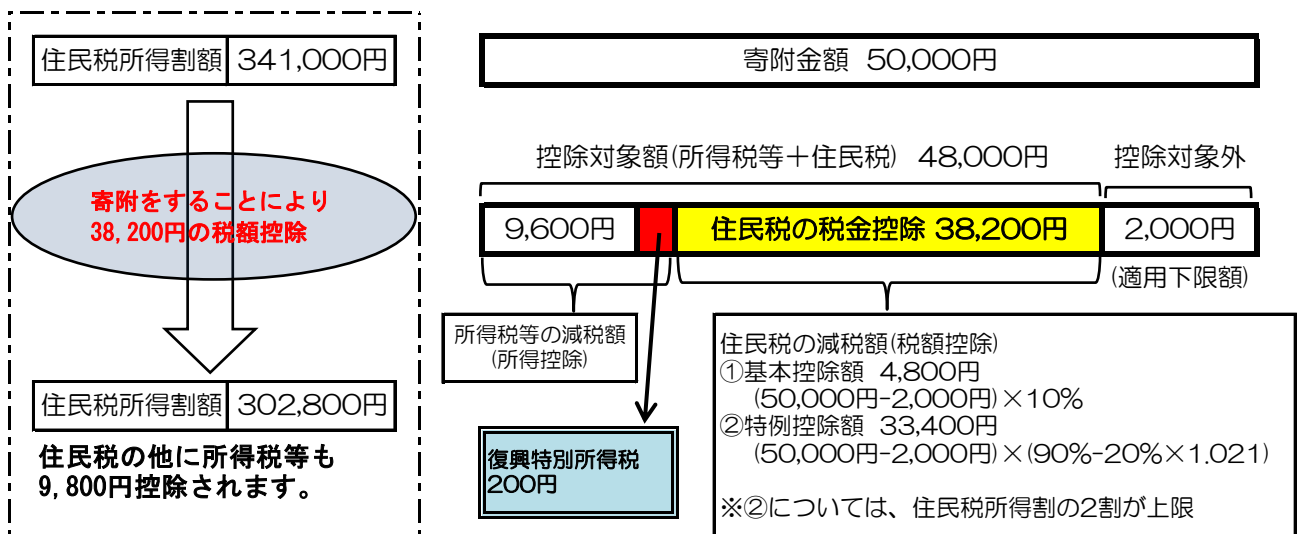 住民税所得割額 341,000円
寄附をすることにより
38,200円の税額控除
住民税所得割額 302,800円
住民税の他に所得税等も
9,800円控除されます。
寄附金額 50,000円
控除対象額(所得税等+住民税) 48,000円
控除対象外
9,600円
住民税の税金控除 38,200円
2,000円
(適用下限額)
所得税等の減税額
(所得控除)
復興特別所得税
200円
住民税の減税額(税額控除)
①基本控除額 4,800円
(50,000円-2,000円)×10%
②特例控除額 33,400円
(50,000円-2,000円)×(90%-20%×1.021)
※②については、住民税所得割の2割が上限